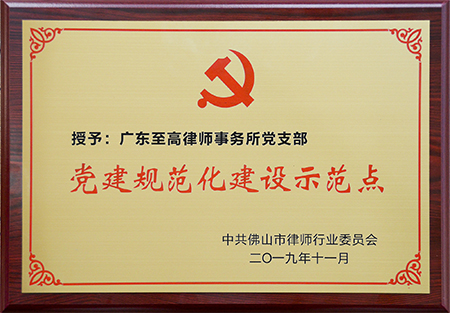 授予：广东至高律师事务所党支部
党建规范化建设示范点
中共佛山市律师行业委员会
二〇一九年十一月